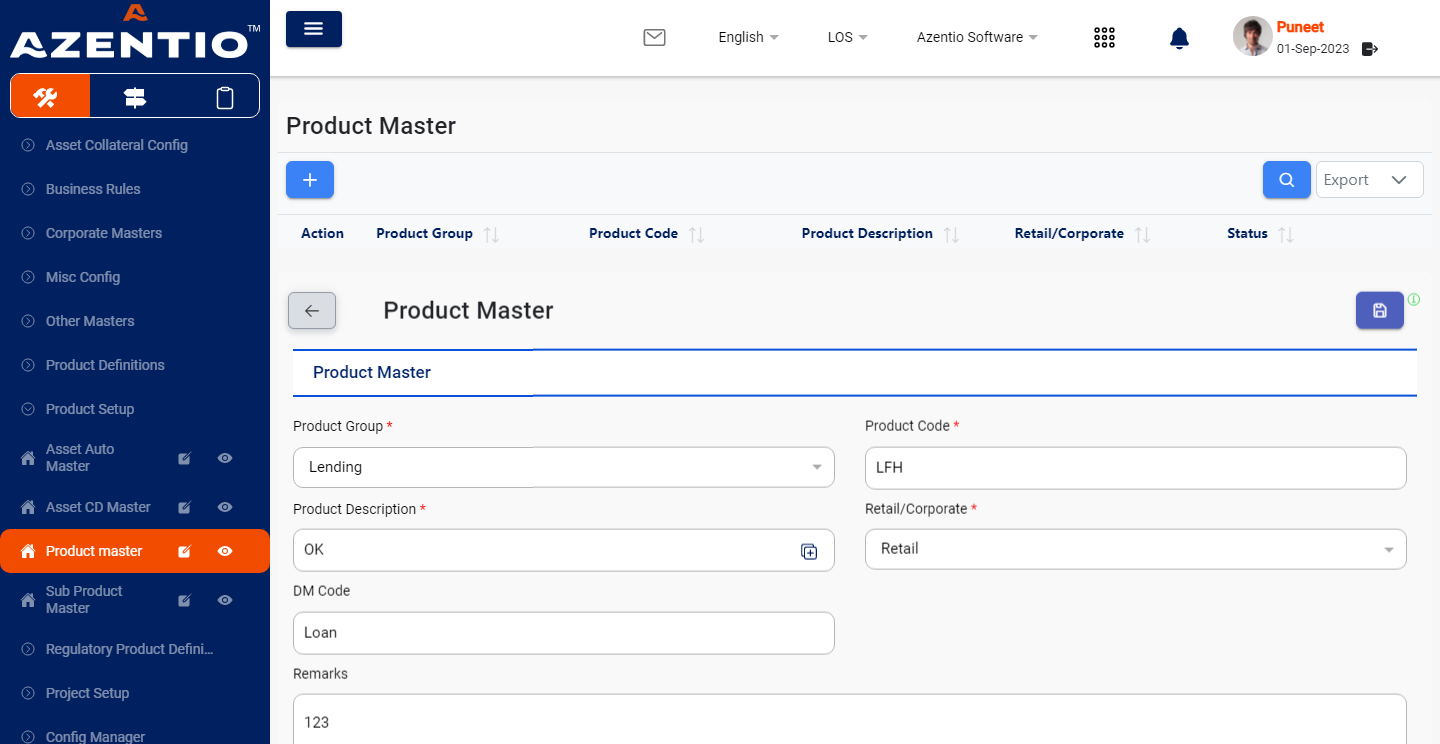 AZENTIO™
English
LOS
Azentio Software
Puneet
01-Sep-2023
Asset Collateral Config
Business Rules
Corporate Masters
Misc Config
Other Masters
Product Definitions
Product Setup
Asset Auto
Master
Asset CD Master
Product master
Sub Product
Master
Regulatory Product Defini...
Project Setup
Config Manager
Product Master
Export
Action Product Group Product Code Product Description Retail/Corporate Status
Product Master
Product Master
Product Group *
Lending
Product Code *
LFH
Product Description *
OK
Retail/Corporate *
Retail
DM Code
Loan
Remarks
123